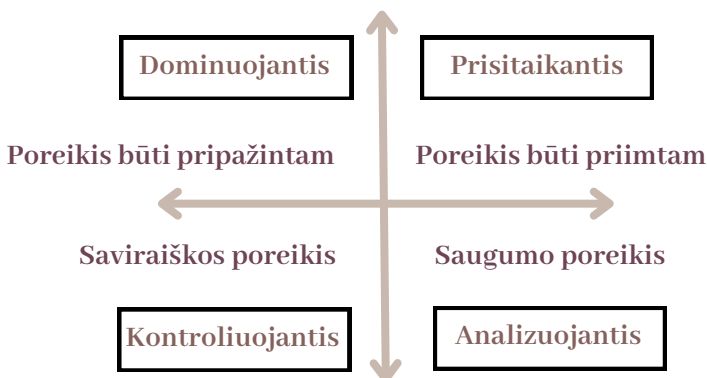 Dominuojantis
Prisitaikantis
Poreikis būti pripažintam
Poreikis būti priimtam
Saviraiškos poreikis
Saugumo poreikis
Kontroliuojantis
Analizuojantis